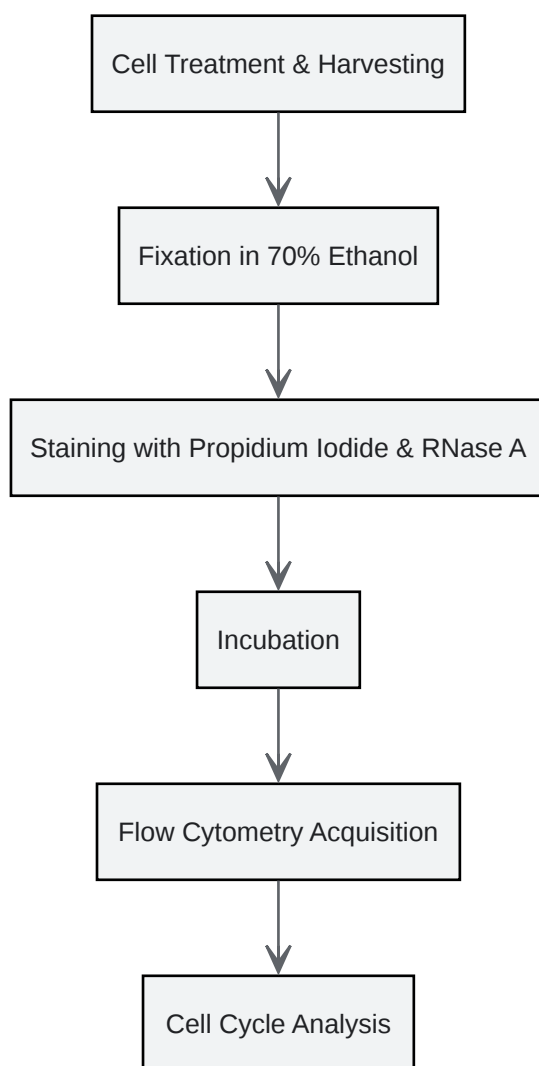 Cell Treatment & Harvesting
Fixation in 70% Ethanol
Staining with Propidium Iodide & RNase A
Incubation
Flow Cytometry Acquisition
Cell Cycle Analysis